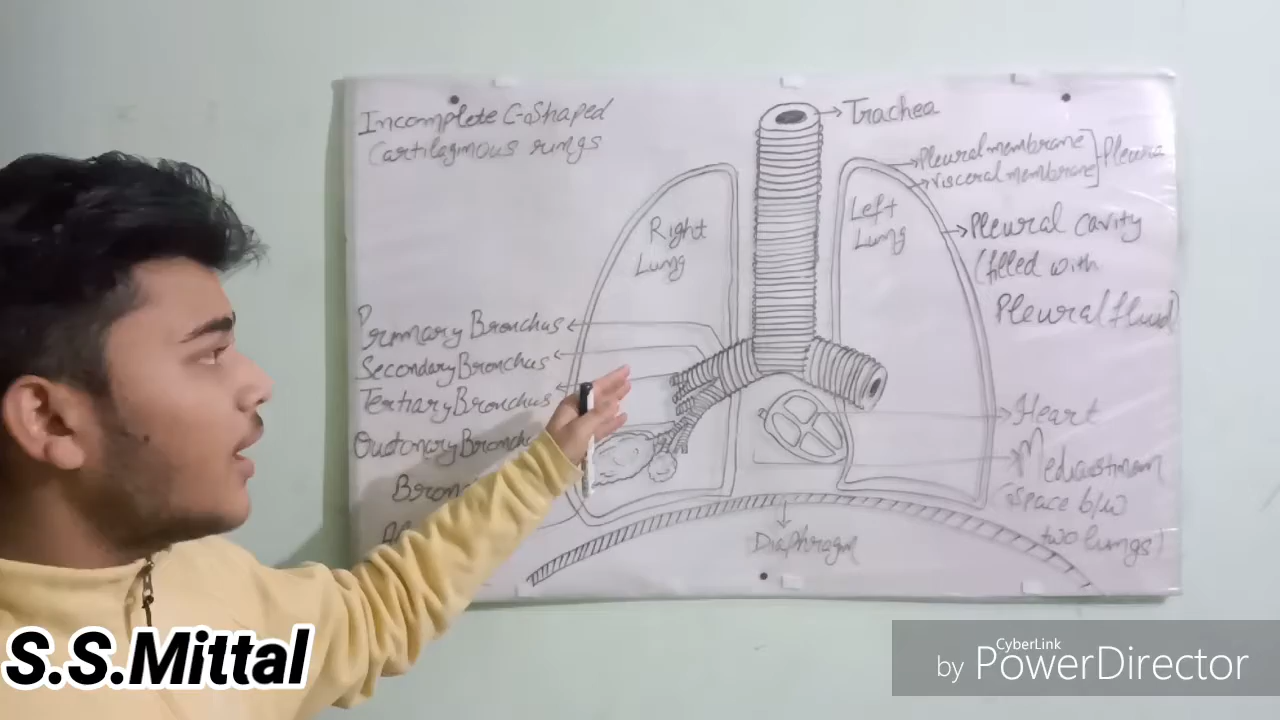 Incomplete C-Shaped
Cartilaginous rungs
Trachea
Pleural membrane
visceral membrane
Pleura
Right
Lung
Left
Lung
Pleural cavity
(filled with
Pleural fluid)
Primary Bronchus
Secondary Bronchus
Tertiary Bronchus
Heart
Mediastinum
(space b/w
two lungs)
Diaphragm
S.S.Mittal
CyberLink
by PowerDirector